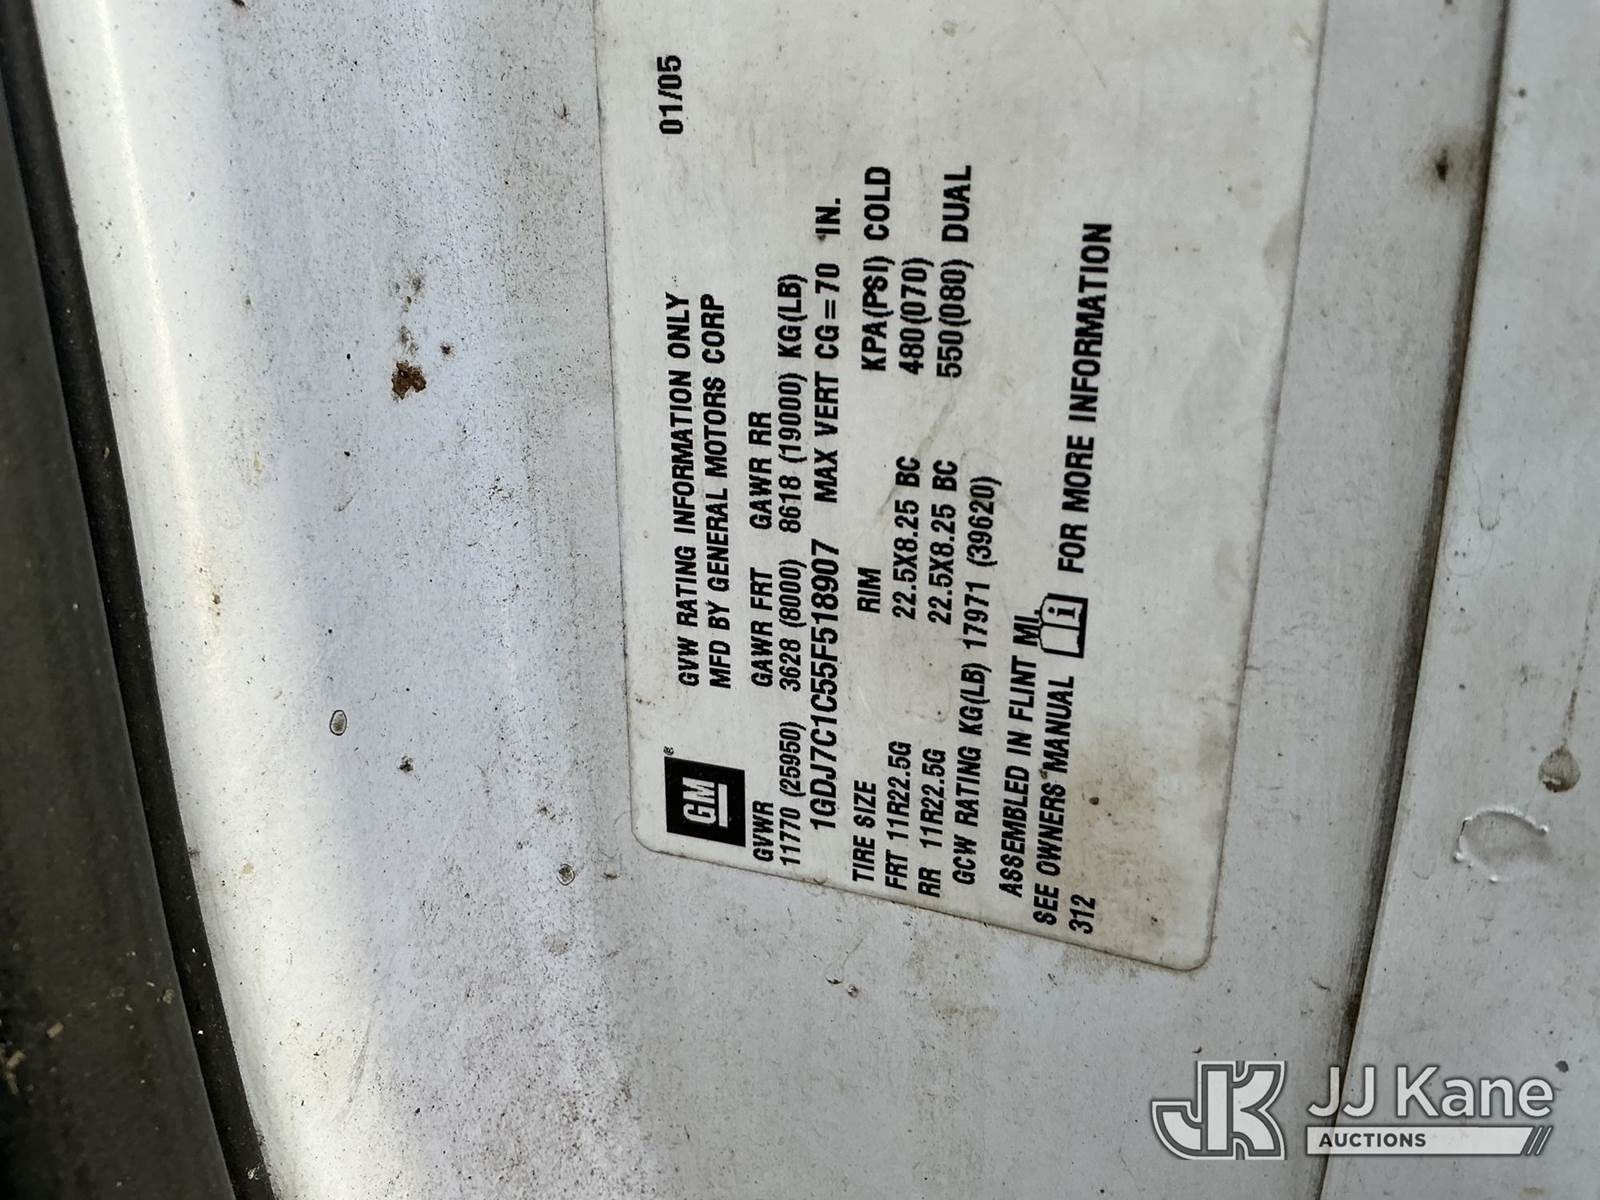 GM®
GVW RATING INFORMATION ONLY 01/05
MFD BY GENERAL MOTORS CORP
GVWR GAWR FRT GAWR RR
11770 (25950) 3628 (8000) 8618 (19000) KG(LB)
1GDJ7C1C55F518907 MAX VERT CG=70 IN.
TIRE SIZE RIM KPA(PSI) COLD
FRT 11R22.5G 22.5X8.25 BC 480(070)
RR 11R22.5G 22.5X8.25 BC 550(080) DUAL
GCW RATING KG(LB) 17971 (39620)
ASSEMBLED IN FLINT MI.
SEE OWNERS MANUAL i FOR MORE INFORMATION
312
JK JJ Kane
AUCTIONS